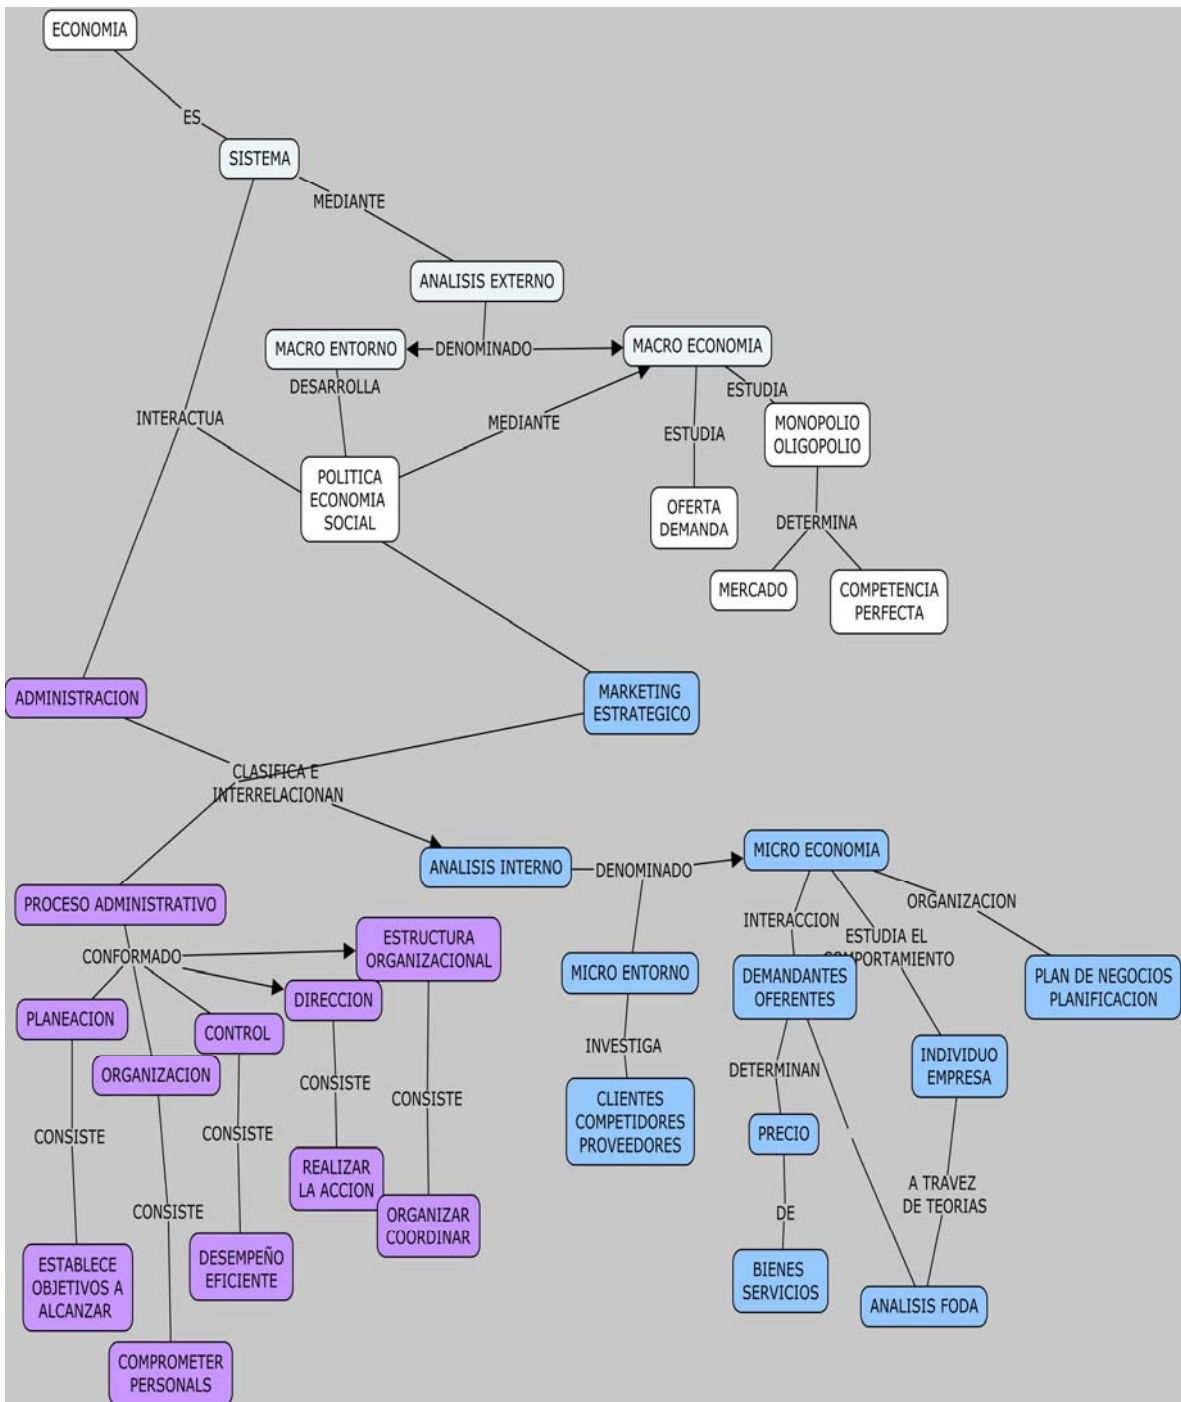 ECONOMIA
ES
SISTEMA
MEDIANTE
ANALISIS EXTERNO
MACRO ENTORNO
DENOMINADO
MACRO ECONOMIA
DESARROLLA
ESTUDIA
INTERACTUA
MEDIANTE
ESTUDIA
MONOPOLIO
OLIGOPOLIO
POLITICA
ECONOMIA
SOCIAL
OFERTA
DEMANDA
DETERMINA
MERCADO
COMPETENCIA
PERFECTA
ADMINISTRACION
MARKETING
ESTRATEGICO
CLASIFICA E
INTERRELACIONAN
ANALISIS INTERNO
DENOMINADO
MICRO ECONOMIA
PROCESO ADMINISTRATIVO
CONFORMADO
ESTRUCTURA
ORGANIZACIONAL
INTERACCION
ESTUDIA EL
COMPORTAMIENTO
ORGANIZACION
PLANEACION
CONTROL
DIRECCION
MICRO ENTORNO
DEMANDANTES
OFERENTES
PLAN DE NEGOCIOS
PLANIFICACION
ORGANIZACION
CONSISTE
CONSISTE
INVESTIGA
DETERMINAN
INDIVIDUO
EMPRESA
CONSISTE
CONSISTE
CLIENTES
COMPETIDORES
PROVEEDORES
PRECIO
REALIZAR
LA ACCION
CONSISTE
ORGANIZAR
COORDINAR
DE
A TRAVEZ
DE TEORIAS
ESTABLECE
OBJETIVOS A
ALCANZAR
DESEMPEÑO
EFICIENTE
BIENES
SERVICIOS
ANALISIS FODA
COMPROMETER
PERSONALS